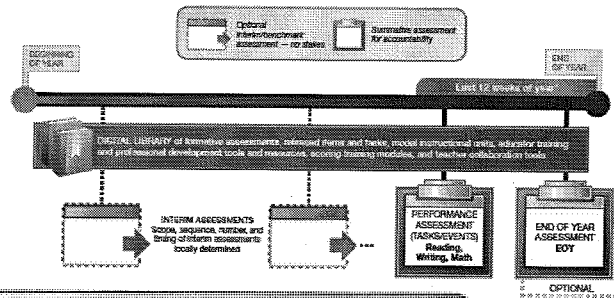 Optional
interim/benchmark
assessment — no stakes
Summative assessment
for accountability
BEGINNING
OF YEAR
END
OF YEAR
Last 12 weeks of year*
DIGITAL LIBRARY of formative assessments, released items and tasks, model instructional units, educator training
and professional development tools and resources, scoring training modules, and teacher collaboration tools
INTERIM ASSESSMENTS
Scope, sequence, number, and
timing of interim assessments
locally determined
PERFORMANCE
ASSESSMENT
(TASKS/EVENTS)
Reading,
Writing, Math
END OF YEAR
ASSESSMENT
EOY
OPTIONAL